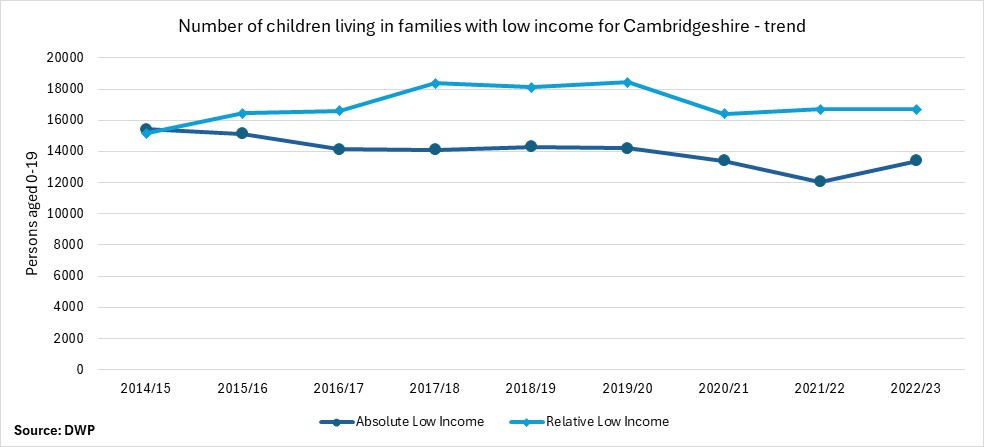 Number of children living in families with low income for Cambridgeshire - trend
Persons aged 0-19
20000
18000
16000
14000
12000
10000
8000
6000
4000
2000
0
2014/15 2015/16 2016/17 2017/18 2018/19 2019/20 2020/21 2021/22 2022/23
Absolute Low Income Relative Low Income
Source: DWP